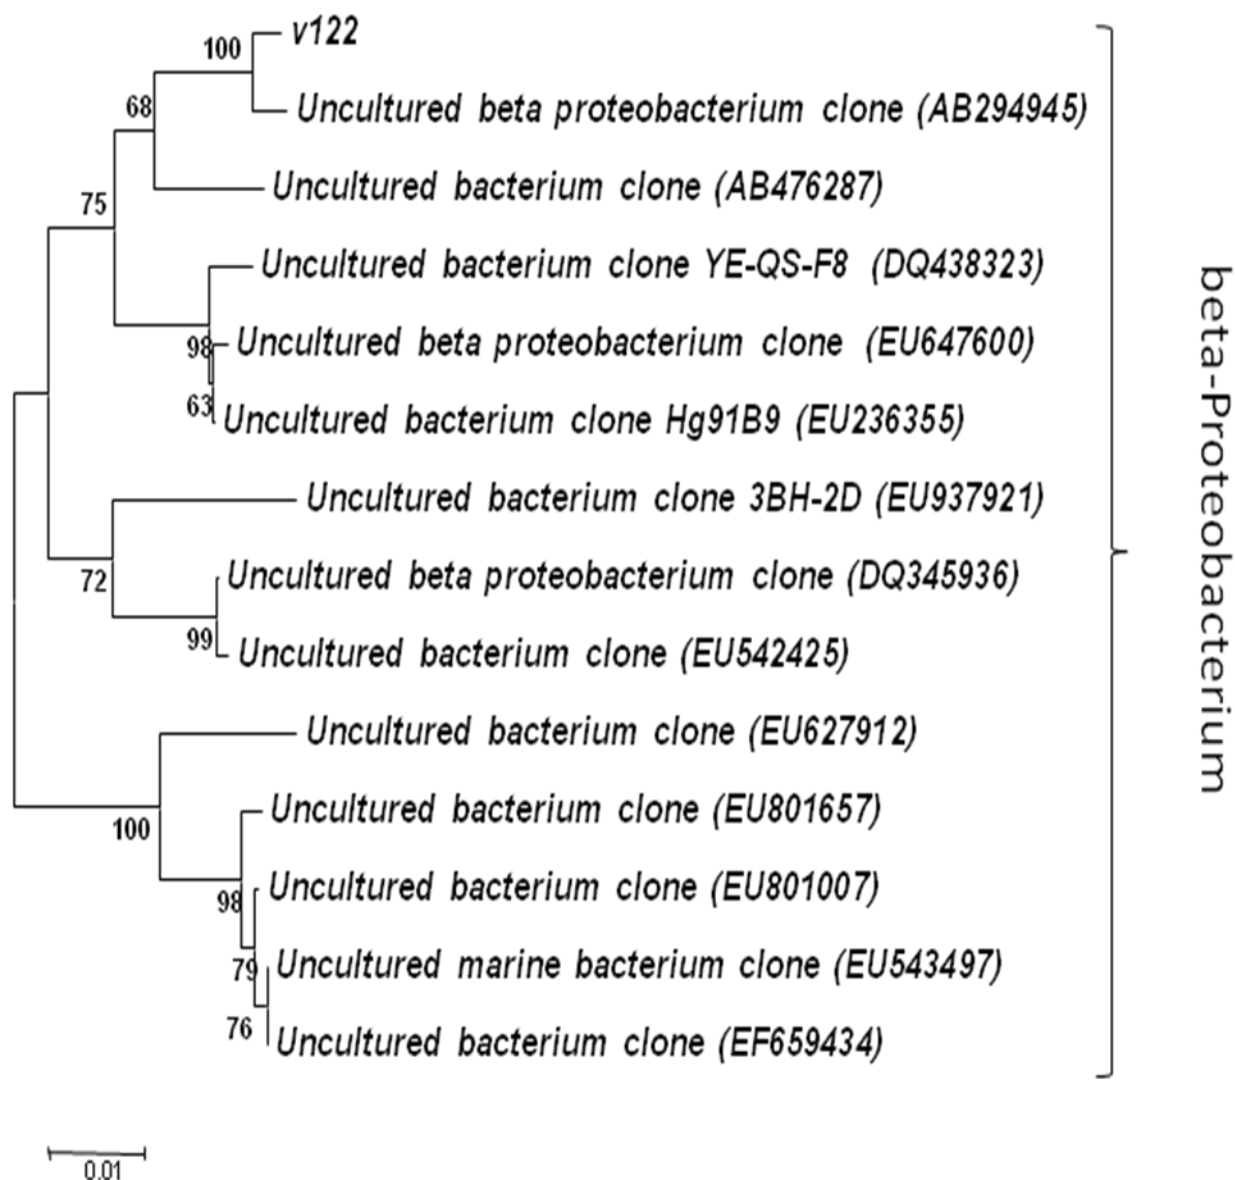 v122
100
Uncultured beta proteobacterium clone (AB294945)
68
Uncultured bacterium clone (AB476287)
75
Uncultured bacterium clone YE-QS-F8 (DQ438323)
98
Uncultured beta proteobacterium clone (EU647600)
63
Uncultured bacterium clone Hg91B9 (EU236355)
Uncultured bacterium clone 3BH-2D (EU937921)
72
Uncultured beta proteobacterium clone (DQ345936)
99
Uncultured bacterium clone (EU542425)
Uncultured bacterium clone (EU627912)
100
Uncultured bacterium clone (EU801657)
98
Uncultured bacterium clone (EU801007)
79
Uncultured marine bacterium clone (EU543497)
76
Uncultured bacterium clone (EF659434)
beta-Proteobacterium
0.01